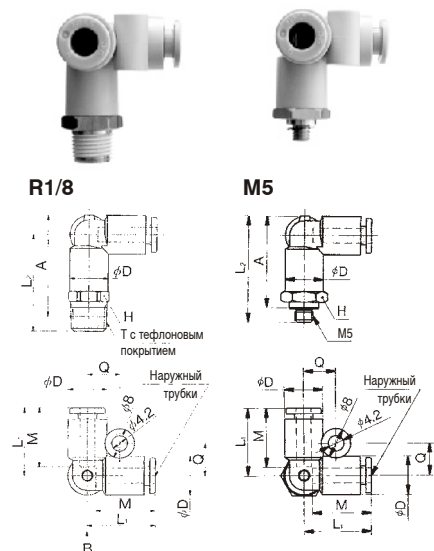 R1/8
M5
L2
A
φD
H
T с тефлоновым
покрытием
L2
A
φD
H
M5
Q
φD
Наружный
трубки
φ8
φ4,2
L
M
Q
φD
M
L1
B
Q
φD
Наружный
трубки
φ8
φ4,2
L1
M
Q
φD
M
L1